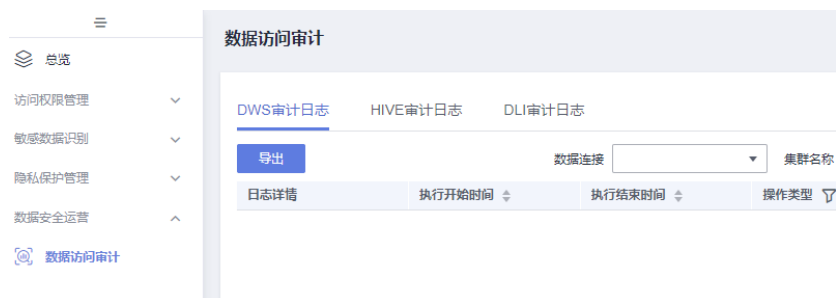 总览
访问权限管理
敏感数据识别
隐私保护管理
数据安全运营
数据访问审计
数据访问审计
DWS审计日志 HIVE审计日志 DLI审计日志
导出 数据连接 集群名称
日志详情 执行开始时间 执行结束时间 操作类型